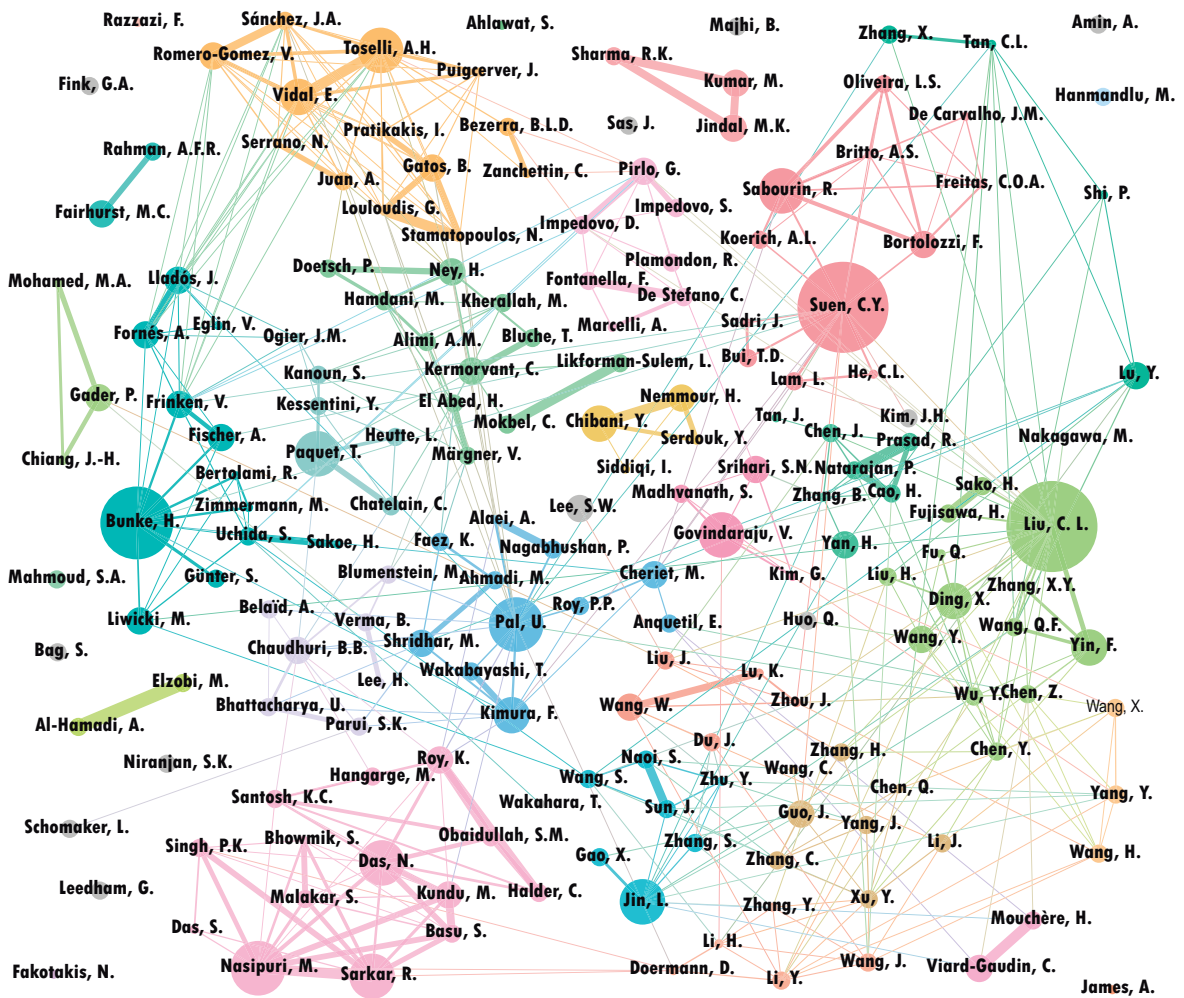 Razzazi, F.
Sánchez, J.A.
Ahlawat, S.
Majhi, B.
Amin, A.
Romero-Gomez, V.
Toselli, A.H.
Zhang, X.
Tan, C.L.
Sharma, R.K.
Puigcerver, J.
Fink, G.A.
Kumar, M.
Oliveira, L.S.
Vidal, E.
Hanmandlu, M.
De Carvalho, J.M.
Pratikakis, I.
Bezerra, B.L.D.
Sas, J.
Jindal, M.K.
Serrano, N.
Rahman, A.F.R.
Britto, A.S.
Gatos, B.
Zanchettin, C.
Pirlo, G.
Juan, A.
Sabourin, R.
Freitas, C.O.A.
Shi, P.
Fairhurst, M.C.
Louloudis, G.
Impedovo, S.
Impedovo, D.
Stamatopoulos, N.
Koerich, A.L.
Bortolozzi, F.
Plamondon, R.
Doetsch, P.
Ney, H.
Mohamed, M.A.
Lladós, J.
Fontanella, F.
De Stefano, C.
Hamdani, M.
Kherallah, M.
Suen, C.Y.
Fornés, A.
Eglin, V.
Ogier, J.M.
Marcelli, A.
Sadri, J.
Alimi, A.M.
Bluche, T.
Bui, T.D.
Likforman-Sulem, L.
Kanoun, S.
Kermorvant, C.
Lam, L.
He, C.L.
Lu, Y.
Gader, P.
Frinken, V.
Kessentini, Y.
El Abed, H.
Nemmour, H.
Mokbel, C.
Chibani, Y.
Tan, J.
Kim, J.H.
Fischer, A.
Heutte, L.
Chen, J.
Prasad, R.
Nakagawa, M.
Serdouk, Y.
Paquet, T.
Chiang, J.-H.
Märgner, V.
Siddiqi, I.
Srihari, S.N.
Natarajan, P.
Bertolami, R.
Sako, H.
Madhvanath, S.
Zhang, B.
Cao, H.
Zimmermann, M.
Chatelain, C.
Lee, S.W.
Fujisawa, H.
Bunke, H.
Alaei, A.
Liu, C. L.
Uchida, S.
Sakoe, H.
Faez, K.
Nagabhushan, P.
Govindaraju, V.
Yan, H.
Fu, Q.
Mahmoud, S.A.
Günter, S.
Blumenstein, M.
Ahmadi, M.
Cheriet, M.
Kim, G.
Liu, H.
Zhang, X.Y.
Belaïd, A.
Roy, P.P.
Ding, X.
Liwicki, M.
Verma, B.
Pal, U.
Anquetil, E.
Huo, Q.
Wang, Q.F.
Wang, Y.
Yin, F.
Bag, S.
Chaudhuri, B.B.
Shridhar, M.
Liu, J.
Wakabayashi, T.
Lu, K.
Elzobi, M.
Lee, H.
Zhou, J.
Wu, Y.
Chen, Z.
Bhattacharya, U.
Wang, W.
Wang, X.
Al-Hamadi, A.
Parui, S.K.
Kimura, F.
Du, J.
Zhang, H.
Chen, Y.
Niranjan, S.K.
Roy, K.
Naoi, S.
Wang, C.
Hangarge, M.
Wang, S.
Zhu, Y.
Chen, Q.
Santosh, K.C.
Wakahara, T.
Sun, J.
Guo, J.
Yang, Y.
Schomaker, L.
Yang, J.
Bhowmik, S.
Obaidullah, S.M.
Zhang, S.
Li, J.
Singh, P.K.
Das, N.
Gao, X.
Zhang, C.
Wang, H.
Leedham, G.
Malakar, S.
Kundu, M.
Halder, C.
Jin, L.
Xu, Y.
Zhang, Y.
Mouchère, H.
Das, S.
Basu, S.
Li, H.
Fakotakis, N.
Nasipuri, M.
Sarkar, R.
Doermann, D.
Li, Y.
Wang, J.
Viard-Gaudin, C.
James, A.